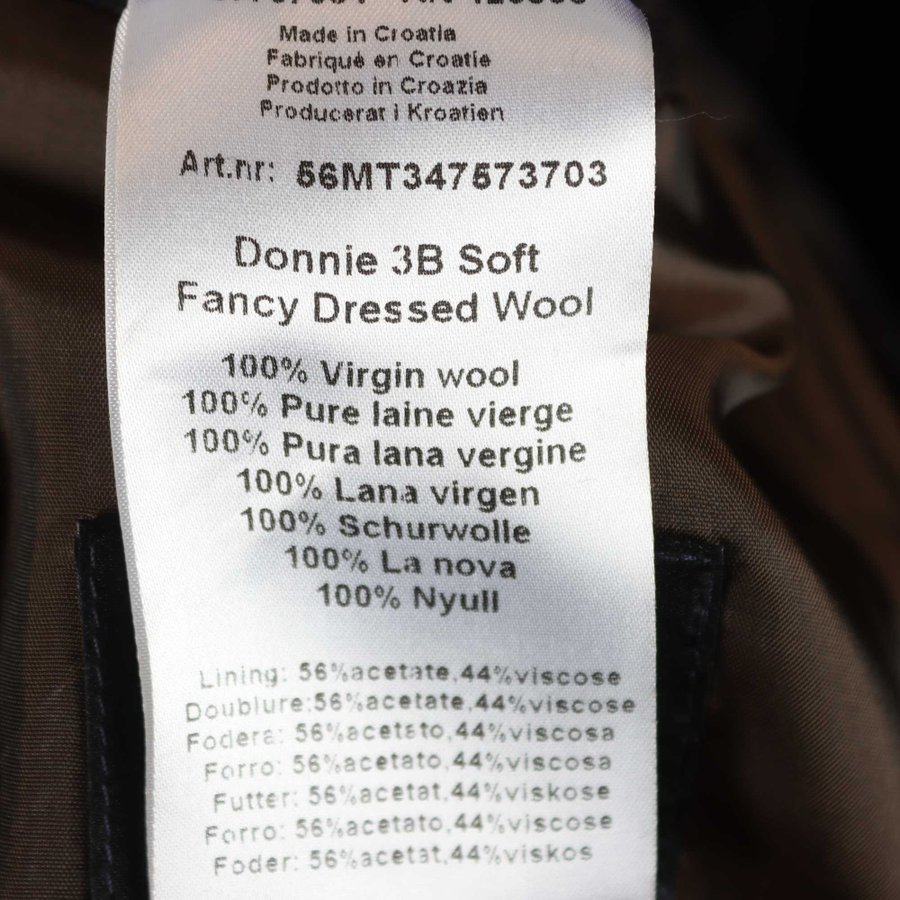 Made in Croatia
Fabriqué en Croatie
Prodotto in Croazia
Producerat i Kroatien
Art.nr: 56MT347573703
Donnie 3B Soft
Fancy Dressed Wool
100% Virgin wool
100% Pure laine vierge
100% Pura lana vergine
100% Lana virgen
100% Schurwolle
100% La nova
100% Nyull
Lining: 56%acetate,44%viscose
Doublure:56%acetate,44%viscose
Fodera: 56%acetato,44%viscosa
Forro: 56%acetato,44%viscosa
Futter: 56%acetat,44%viskose
Forro: 56%acetato,44%viscose
Foder: 56%acetat,44%viskos